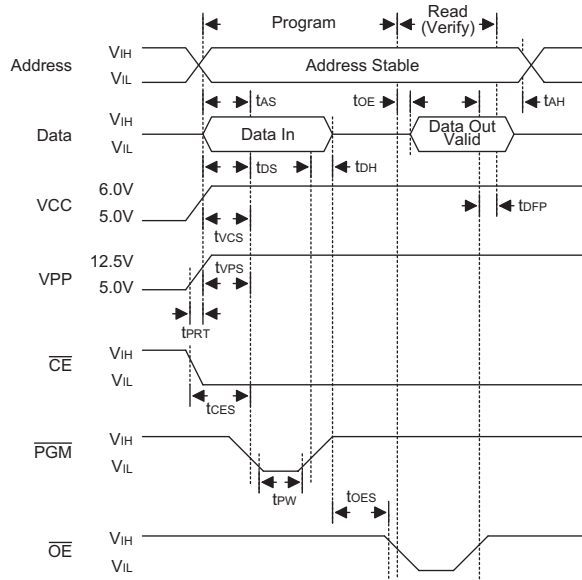 Program
Read
(Verify)
Address
VIH
VIL
Address Stable
tAS
tOE
tAH
Data
VIH
VIL
Data In
Data Out
Valid
tDS
tDH
VCC
6.0V
5.0V
tDFP
tVCS
VPP
12.5V
5.0V
tVPS
tPRT
CE
VIH
VIL
tCES
PGM
VIH
VIL
tPW
tOES
OE
VIH
VIL